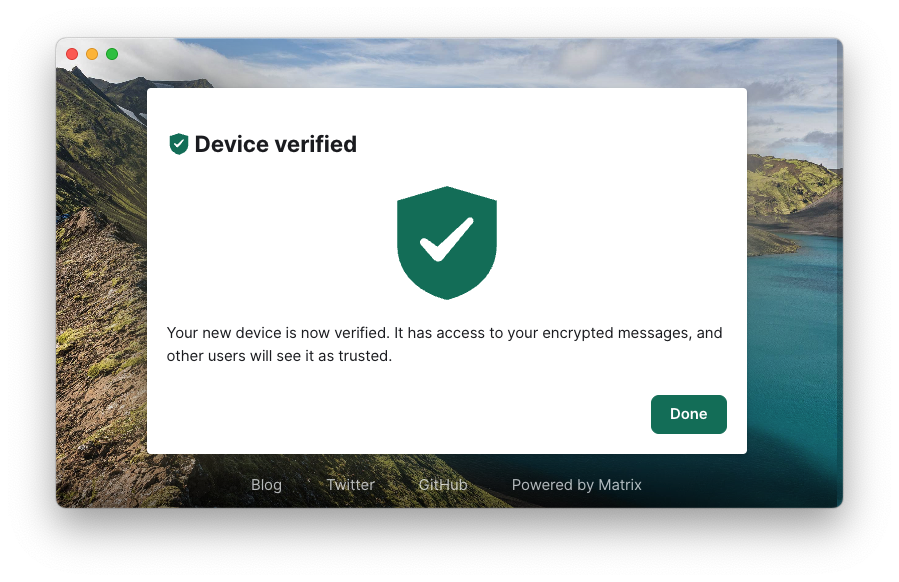 Device verified
Your new device is now verified. It has access to your encrypted messages, and
other users will see it as trusted.
Done
Blog Twitter GitHub Powered by Matrix